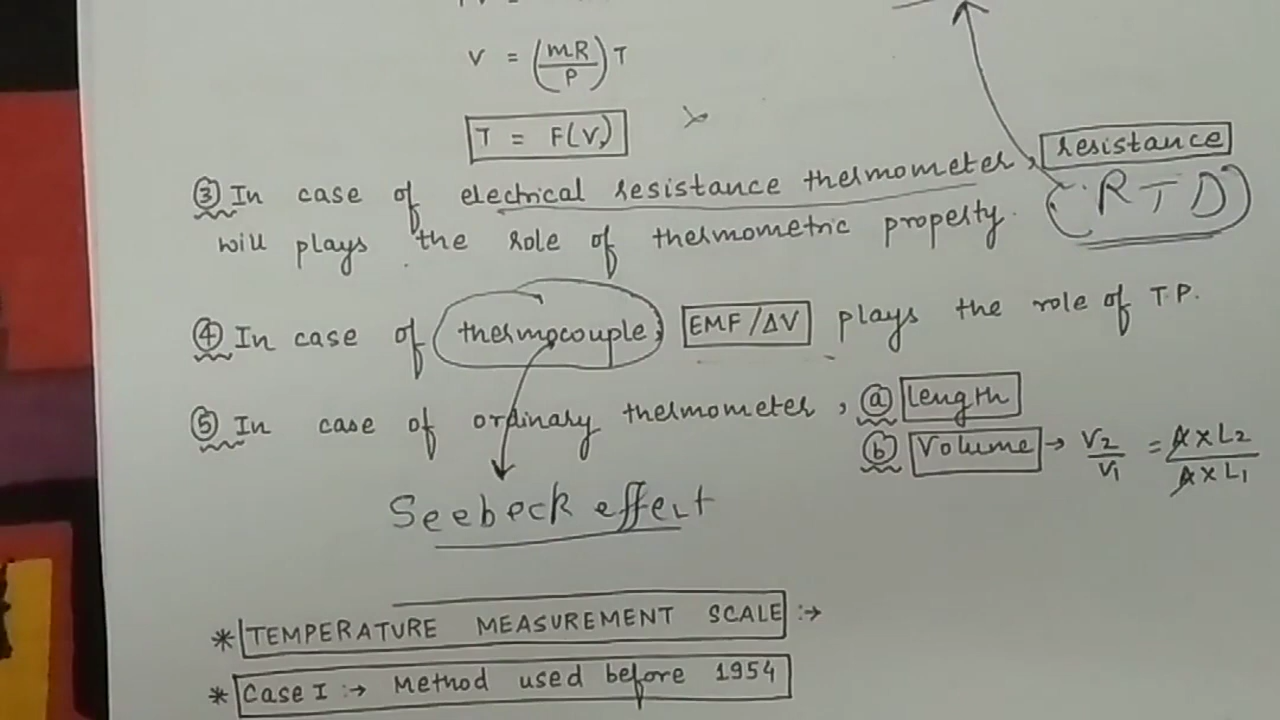 V = (mR/P) T
T = F(V)
③ In case of electrical resistance thermometer, resistance
(RTD)
will plays the role of thermometric property.
④ In case of thermocouple, EMF/ΔV plays the role of T.P.
⑤ In case of ordinary thermometer, ⓐ Length
ⓑ Volume → V2/V1 = A×L2/A×L1
Seebeck effect
* TEMPERATURE MEASUREMENT SCALE :→
* Case I :→ Method used before 1954